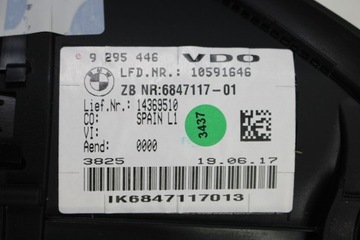 9 295 446 VDO
LFD.NR.: 10591646
ZB NR:6847117-01
Lief.Nr.: 14369510
CO: SPAIN L1
VI:
Aend: 0000
3437
3825 19.06.17
IK6847117013